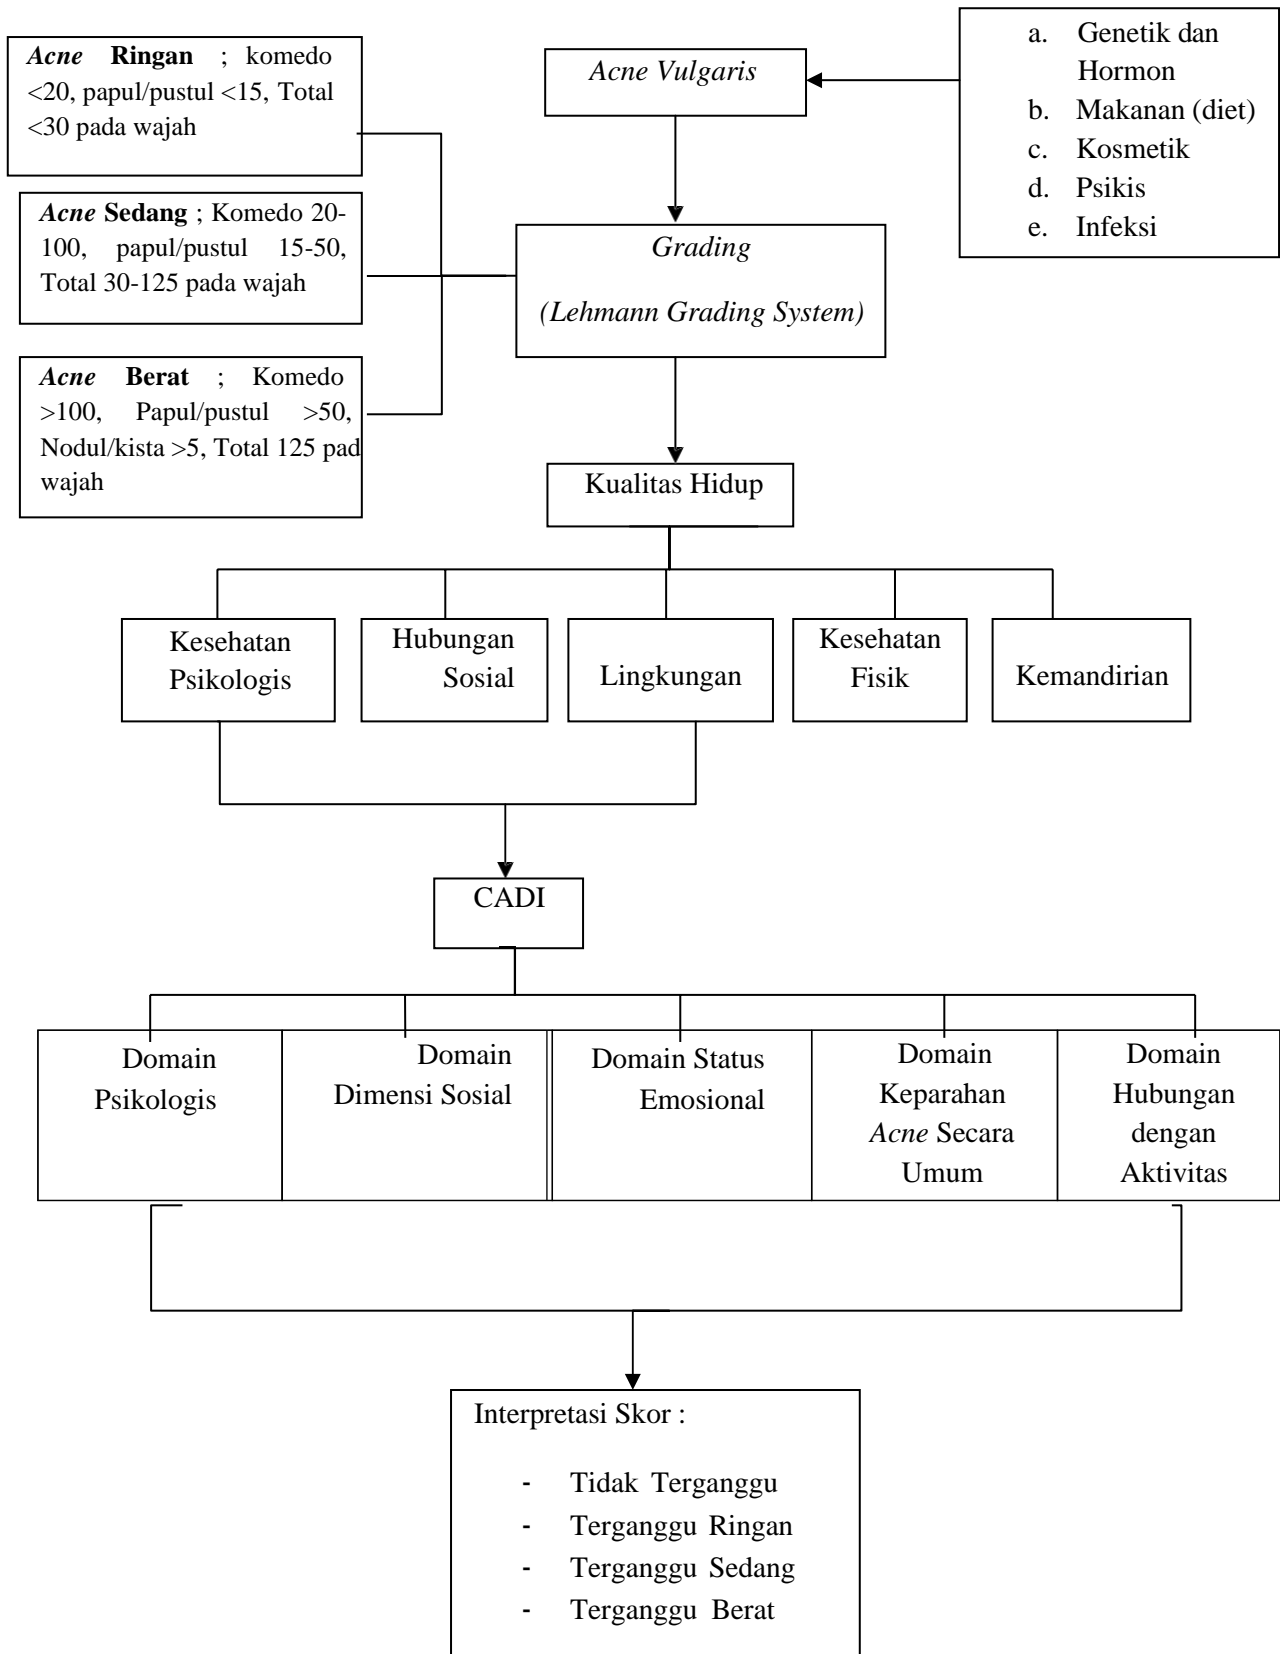 Acne Ringan ; komedo
<20, papul/pustul <15, Total
<30 pada wajah
Acne Vulgaris
a. Genetik dan
Hormon
b. Makanan (diet)
c. Kosmetik
d. Psikis
e. Infeksi
Acne Sedang ; Komedo 20-
100, papul/pustul 15-50,
Total 30-125 pada wajah
Grading
(Lehmann Grading System)
Acne Berat ; Komedo
>100, Papul/pustul >50,
Nodul/kista >5, Total 125 pad
wajah
Kualitas Hidup
Kesehatan
Psikologis
Hubungan
Sosial
Lingkungan
Kesehatan
Fisik
Kemandirian
CADI
Domain
Psikologis
Domain
Dimensi Sosial
Domain Status
Emosional
Domain
Keparahan
Acne Secara
Umum
Domain
Hubungan
dengan
Aktivitas
Interpretasi Skor :
- Tidak Terganggu
- Terganggu Ringan
- Terganggu Sedang
- Terganggu Berat